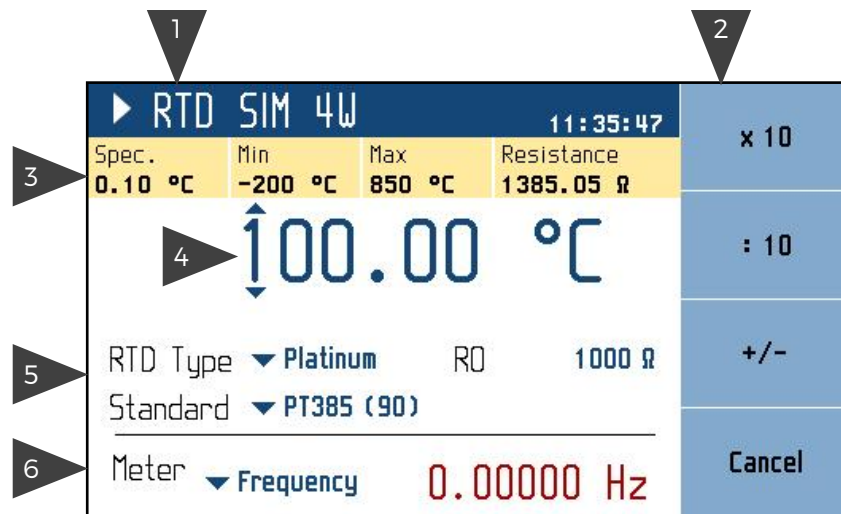 1 2
RTD SIM 4W 11:35:47
x 10
3
Spec. Min Max Resistance
0.10 °C -200 °C 850 °C 1385.05 Ω
4
100.00 °C
: 10
5
RTD Type Platinum R0 1000 Ω
+/-
Standard PT385 (90)
6
Meter Frequency 0.00000 Hz
Cancel